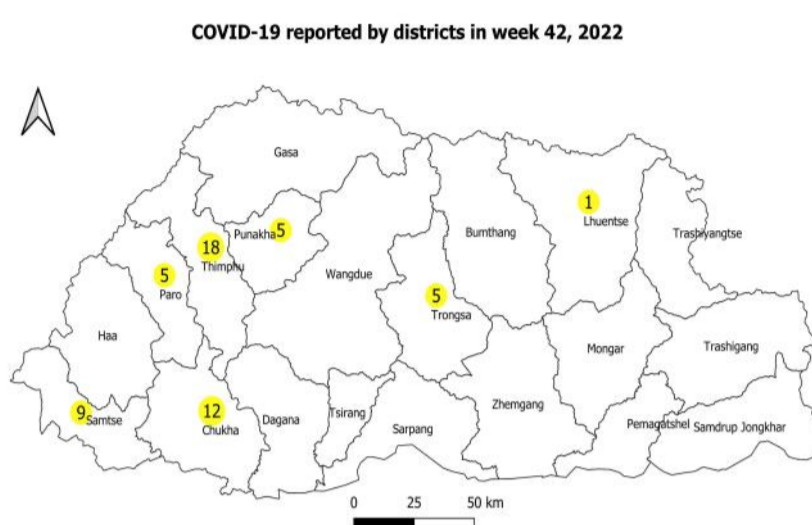 COVID-19 reported by districts in week 42, 2022
Gasa
1
Lhuentse
Punakha 5
Bumthang
Trashiyangtse
18
Thimphu
5
Paro
Wangdue
5
Trongsa
Haa
Mongar
Trashigang
9
Samtse
12
Chukha
Dagana
Tsirang
Sarpang
Zhemgang
Pemagatshel
Samdrup Jongkhar
0 25 50 km